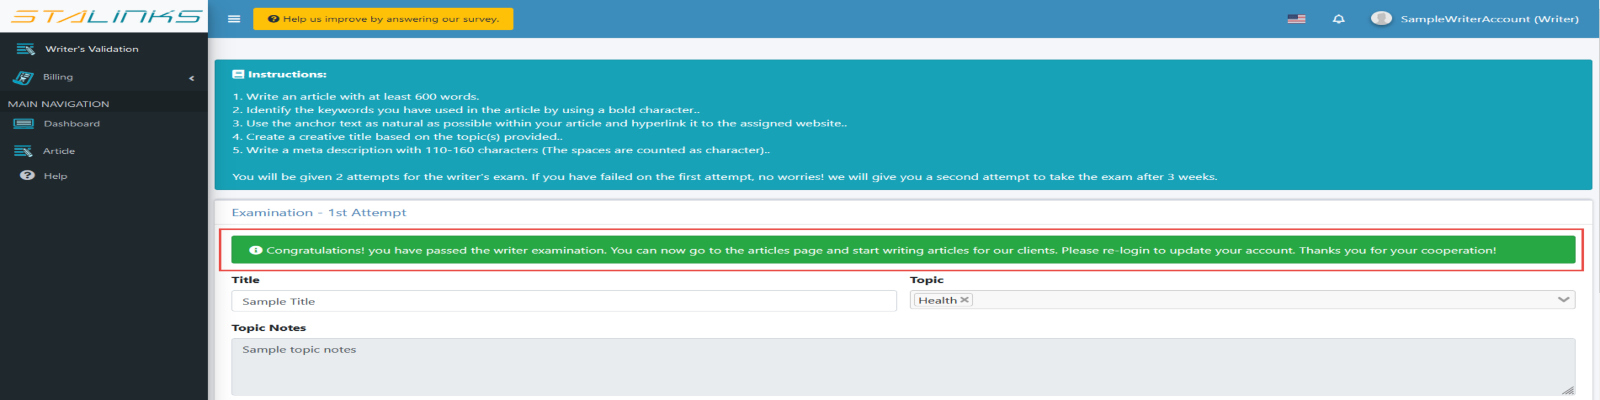 STALINKS
Help us improve by answering our survey.
SampleWriterAccount (Writer)
Writer's Validation
Billing
MAIN NAVIGATION
Dashboard
Article
Help
Instructions:
1. Write an article with at least 600 words.
2. Identify the keywords you have used in the article by using a bold character..
3. Use the anchor text as natural as possible within your article and hyperlink it to the assigned website..
4. Create a creative title based on the topic(s) provided..
5. Write a meta description with 110-160 characters (The spaces are counted as character)..
You will be given 2 attempts for the writer's exam. If you have failed on the first attempt, no worries! we will give you a second attempt to take the exam after 3 weeks.
Examination - 1st Attempt
Congratulations! you have passed the writer examination. You can now go to the articles page and start writing articles for our clients. Please re-login to update your account. Thanks you for your cooperation!
Title
Sample Title
Topic
Health
Topic Notes
Sample topic notes